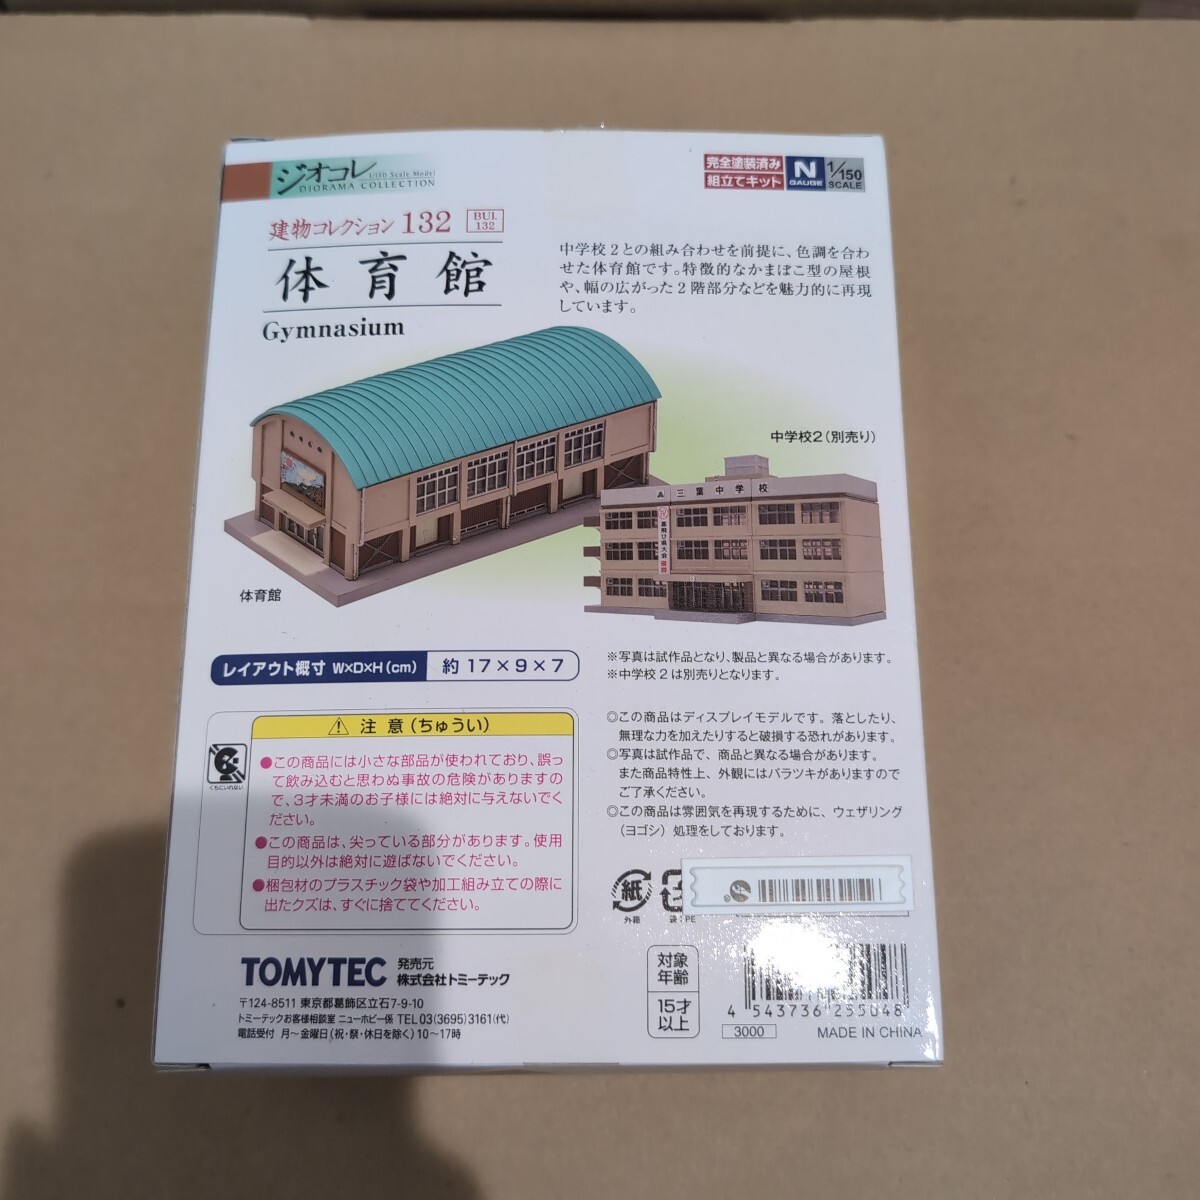 ジオコレ
1/150 Scale Model
DIORAMA COLLECTION
完全塗装済み
組立てキット
N
GAUGE
1/150
SCALE
建物コレクション 132
BUI.
132
体育館
Gymnasium
中学校2との組み合わせを前提に、色調を合わ
せた体育館です。特徴的なかまぼこ型の屋根
や、幅の広がった2階部分などを魅力的に再現
しています。
中学校2(別売り)
三葉中学校
体育館
レイアウト概寸 W×D×H(cm) 約17×9×7
※写真は試作品となり、製品と異なる場合があります。
※中学校2は別売りとなります。
⚠ 注意(ちゅうい)
くちにいれない
●この商品には小さな部品が使われており、誤っ
て飲み込むと思わぬ事故の危険がありますの
で、3才未満のお子様には絶対に与えないでく
ださい。
●この商品は、尖っている部分があります。使用
目的以外は絶対に遊ばないでください。
●梱包材のプラスチック袋や加工組み立ての際に
出たクズは、すぐに捨ててください。
◎この商品はディスプレイモデルです。落としたり、
無理な力を加えたりすると破損する恐れがあります。
◎写真は試作品で、商品と異なる場合があります。
また商品特性上、外観にはバラツキがありますので
ご了承ください。
◎この商品は雰囲気を再現するために、ウェザリング
(ヨゴシ)処理をしております。
紙
外箱
袋:PE
TOMYTEC 発売元
株式会社トミーテック
〒124-8511 東京都葛飾区立石7-9-10
トミーテックお客様相談室 ニューホビー係 TEL 03(3695)3161(代)
電話受付 月〜金曜日(祝・祭・休日を除く)10〜17時
対象
年齢
15才
以上
4 543736 255048
3000
MADE IN CHINA